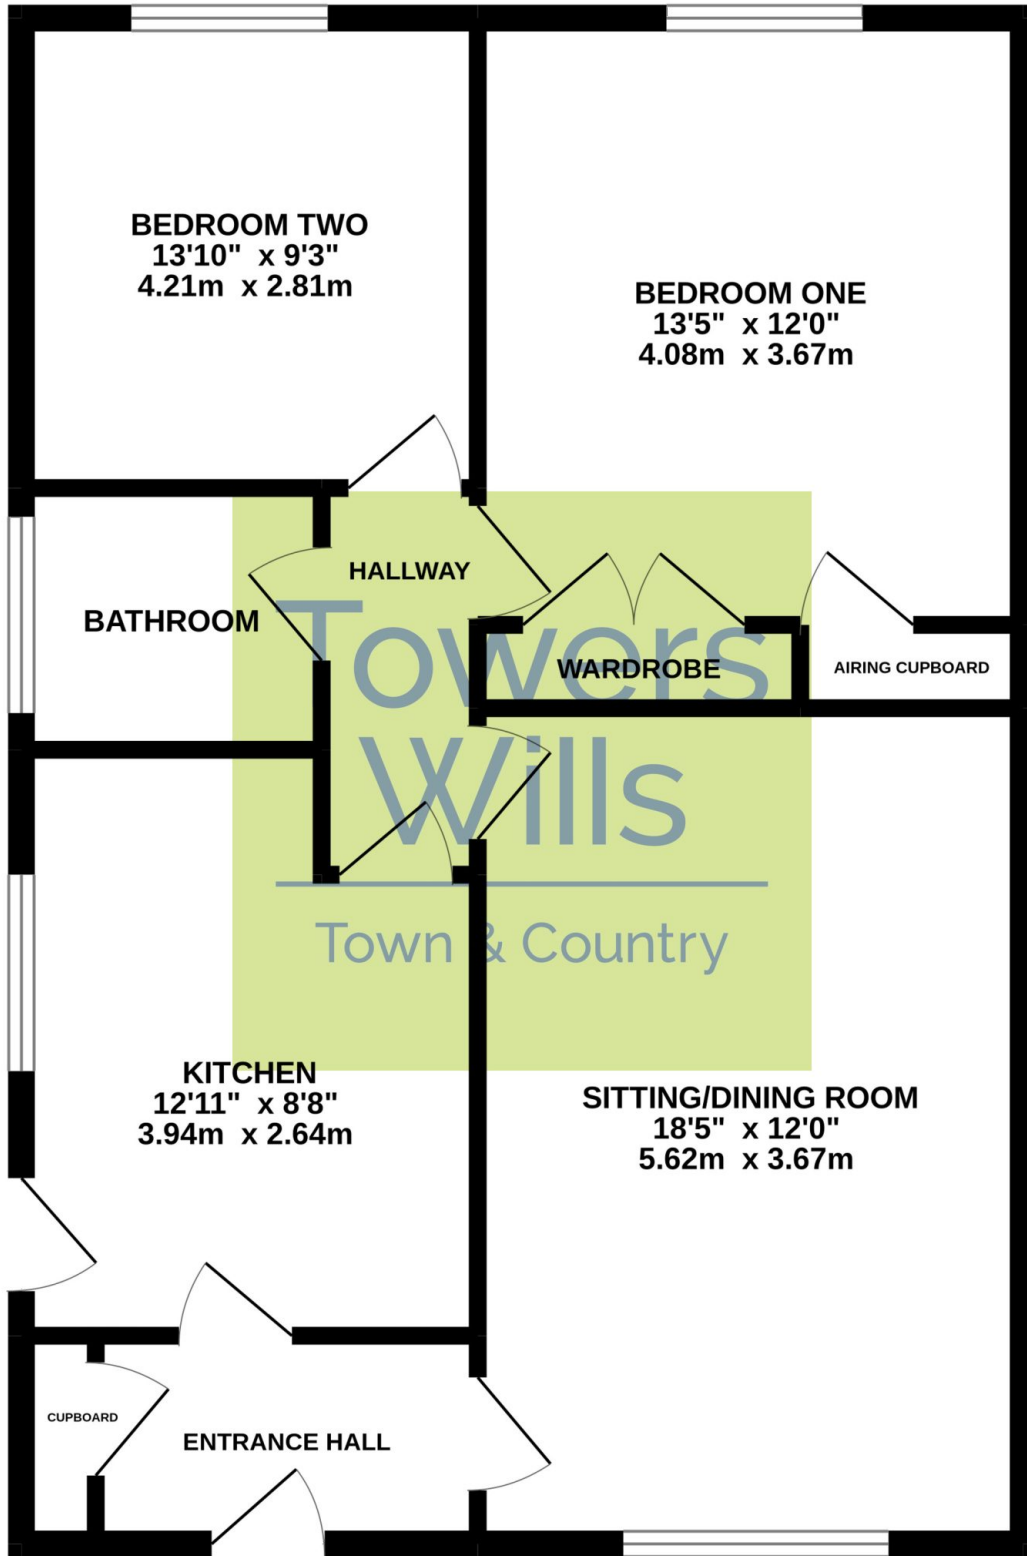 BEDROOM TWO
13'10" x 9'3"
4.21m x 2.81m
BEDROOM ONE
13'5" x 12'0"
4.08m x 3.67m
HALLWAY
BATHROOM
WARDROBE
AIRING CUPBOARD
Towers
Wills
Town & Country
KITCHEN
12'11" x 8'8"
3.94m x 2.64m
SITTING/DINING ROOM
18'5" x 12'0"
5.62m x 3.67m
CUPBOARD
ENTRANCE HALL